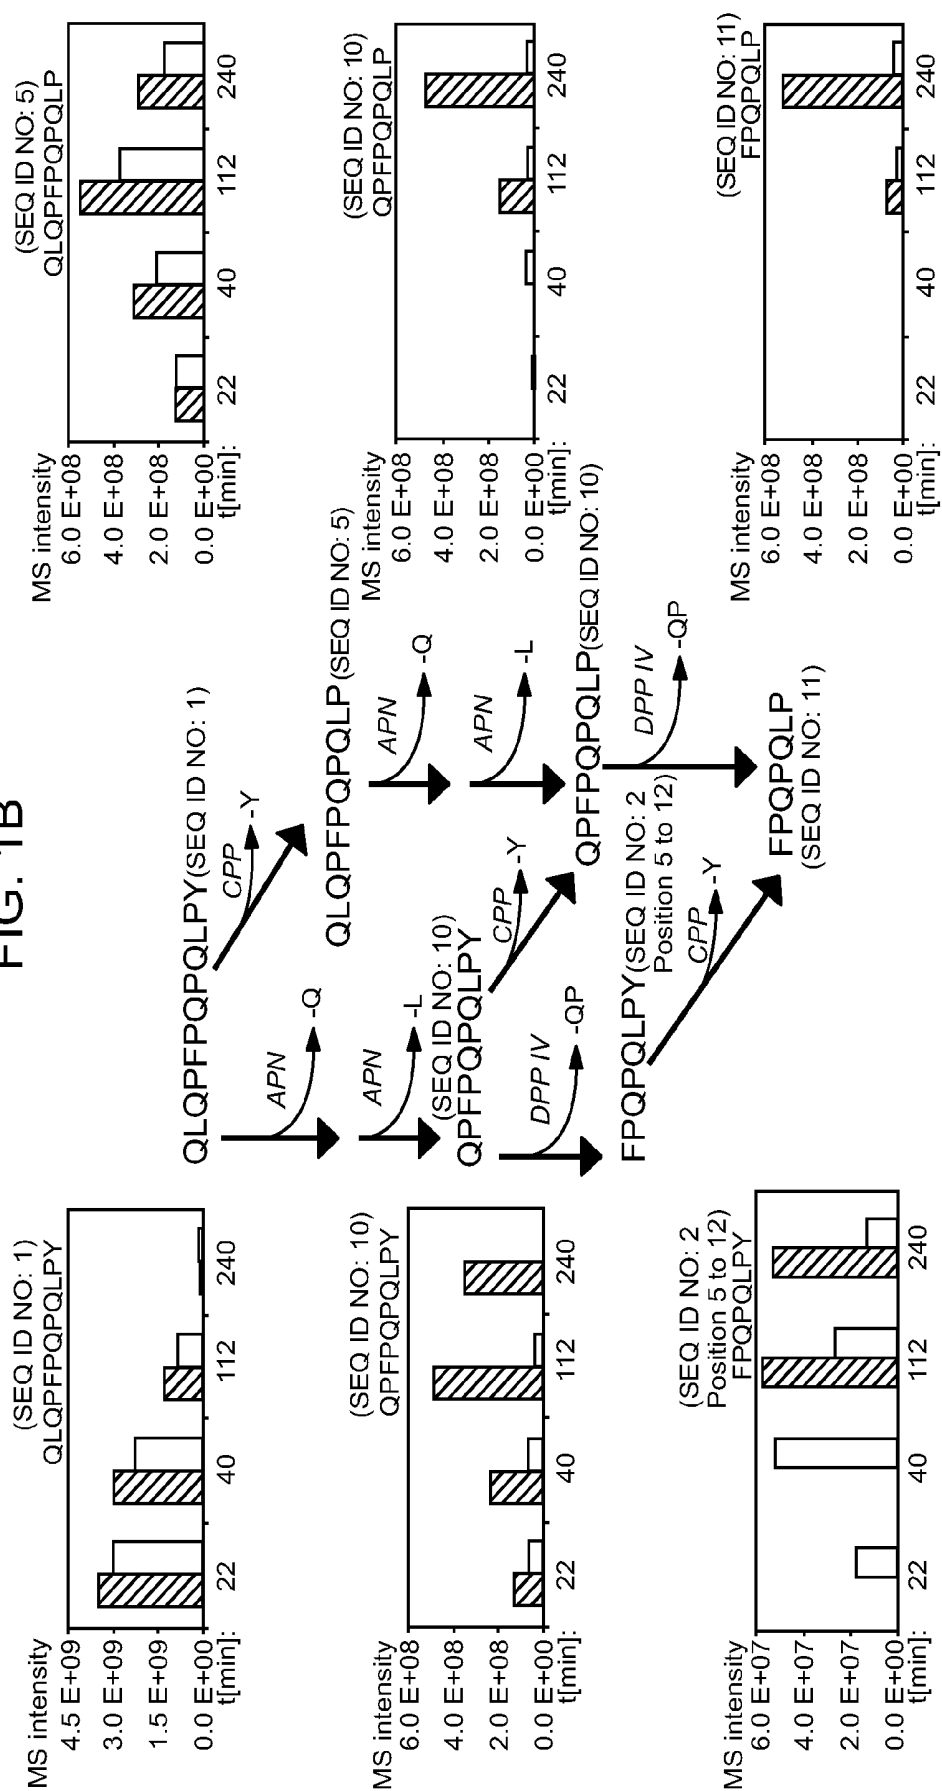 FIG. 1B
(SEQ ID NO: 1)
QLQPFPQPQLPY
MS intensity
4.5 E+09
3.0 E+09
1.5 E+09
0.0 E+00
t[min]:
22
40
112
240
(SEQ ID NO: 10)
QPFPQPQLPY
MS intensity
6.0 E+08
4.0 E+08
2.0 E+08
0.0 E+00
t[min]:
22
40
112
240
(SEQ ID NO: 2
Position 5 to 12)
FPQPQLPY
MS intensity
6.0 E+07
4.0 E+07
2.0 E+07
0.0 E+00
t[min]:
22
40
112
240
QLQPFPQPQLPY(SEQ ID NO: 1)
APN
-Q
CPP
-Y
APN
-L
QLQPFPQPQLP(SEQ ID NO: 5)
APN
-Q
APN
-L
(SEQ ID NO: 10)
QPFPQPQLPY
CPP
-Y
DPP IV
-QP
QPFPQPQLP(SEQ ID NO: 10)
DPP IV
-QP
FPQPQLPY(SEQ ID NO: 2
Position 5 to 12)
CPP
-Y
FPQPQLP
(SEQ ID NO: 11)
(SEQ ID NO: 5)
QLQPFPQPQLP
MS intensity
6.0 E+08
4.0 E+08
2.0 E+08
0.0 E+00
t[min]:
22
40
112
240
(SEQ ID NO: 10)
QPFPQPQLP
MS intensity
6.0 E+08
4.0 E+08
2.0 E+08
0.0 E+00
t[min]:
22
40
112
240
(SEQ ID NO: 11)
FPQPQLP
MS intensity
6.0 E+08
4.0 E+08
2.0 E+08
0.0 E+00
t[min]:
22
40
112
240